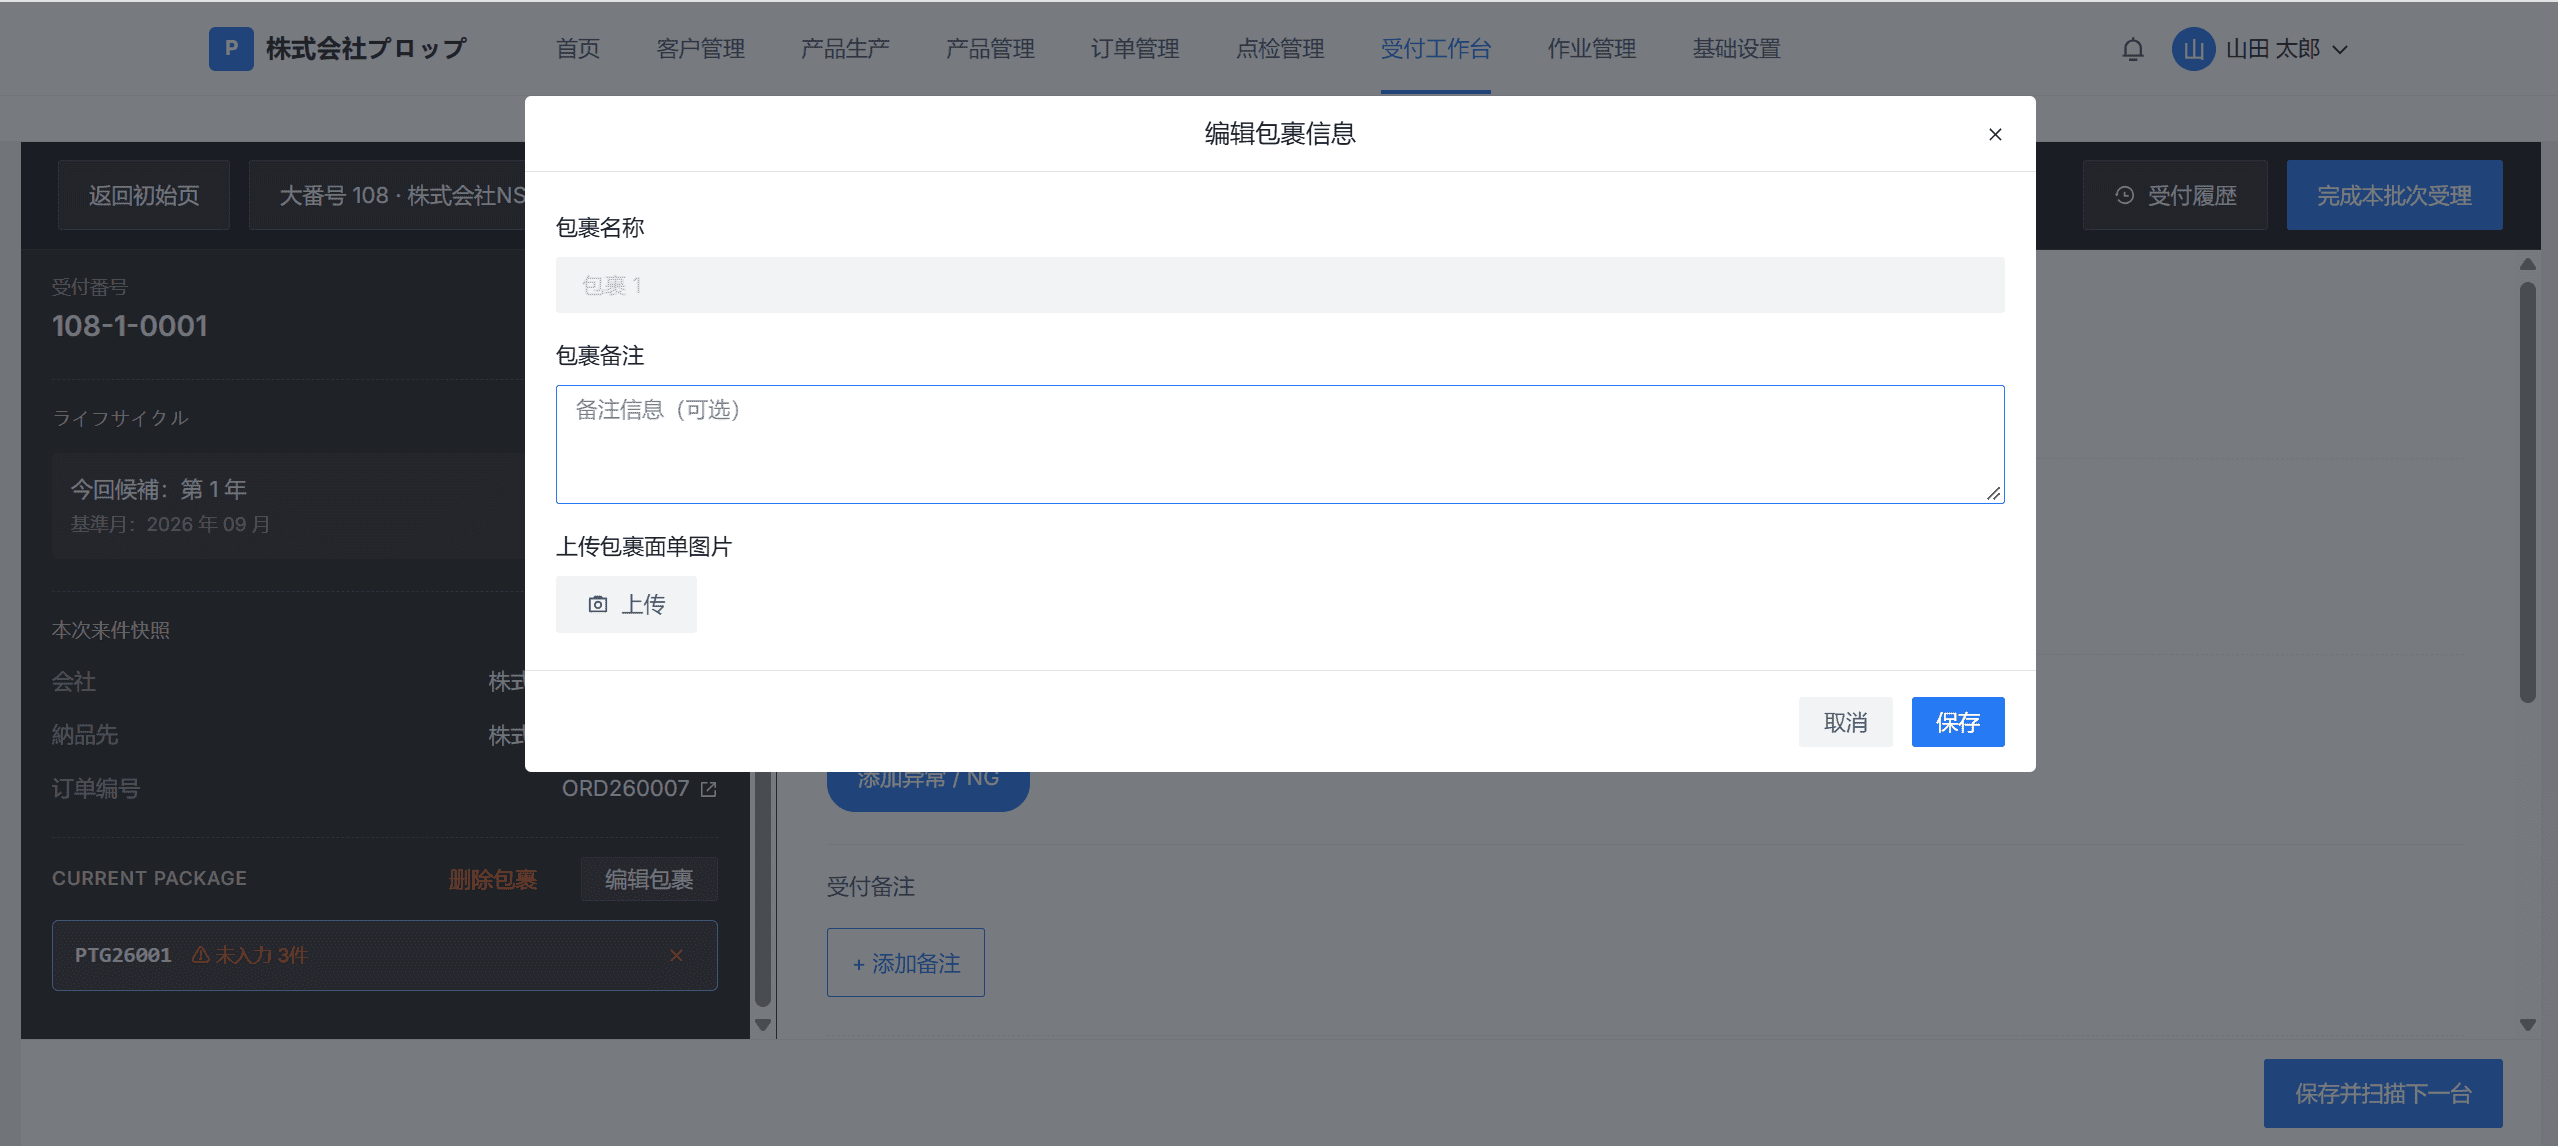 P 株式会社プロップ 首页 客户管理 产品生产 产品管理 订单管理 点检管理 受付工作台 作业管理 基础设置 山 山田 太郎
编辑包裹信息
返回初始页 大番号 108 · 株式会社NS 受付履歴 完成本批次受理
包裹名称
包裹 1
包裹备注
备注信息（可选）
上传包裹面单图片
上传
取消 保存
受付番号
108-1-0001
ライフサイクル
今回候補：第 1 年
基準月：2026 年 09 月
本次来件快照
会社 株式
納品先 株式
订单编号 ORD260007
CURRENT PACKAGE 删除包裹 编辑包裹
PTG26001 未入力 3件
添加异常 / NG
受付备注
+ 添加备注
保存并扫描下一台